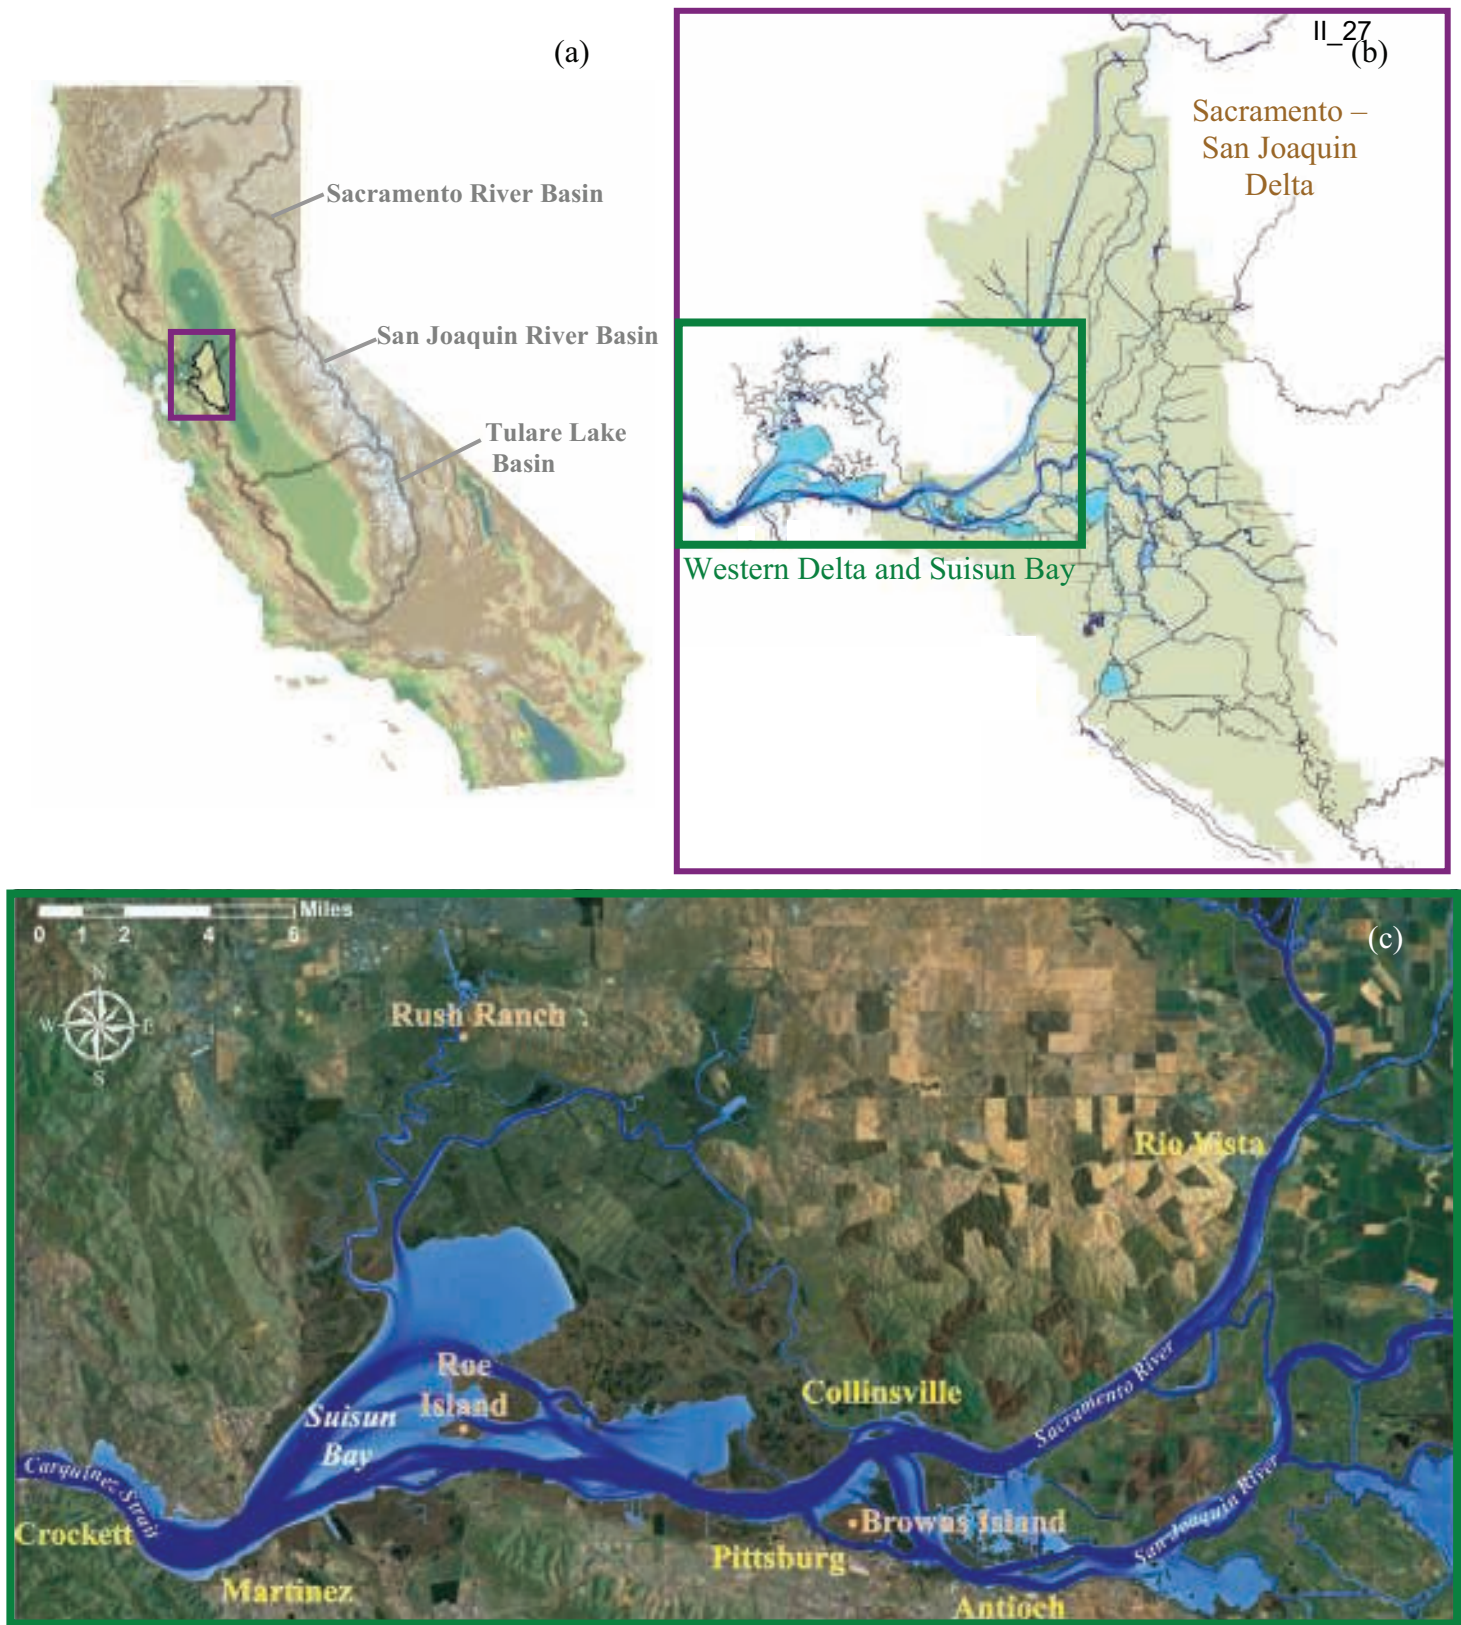 (a)
II_27
(b)
Sacramento –
San Joaquin
Delta
Sacramento River Basin
San Joaquin River Basin
Tulare Lake
Basin
Western Delta and Suisun Bay
Miles
0 1 2 4 6
(c)
N
W E
S
Rush Ranch
Rio Vista
Roe
Island
Suisun
Bay
Collinsville
Sacramento River
Carquinez Strait
Crockett
Browns Island
San Joaquin River
Pittsburg
Martinez
Antioch